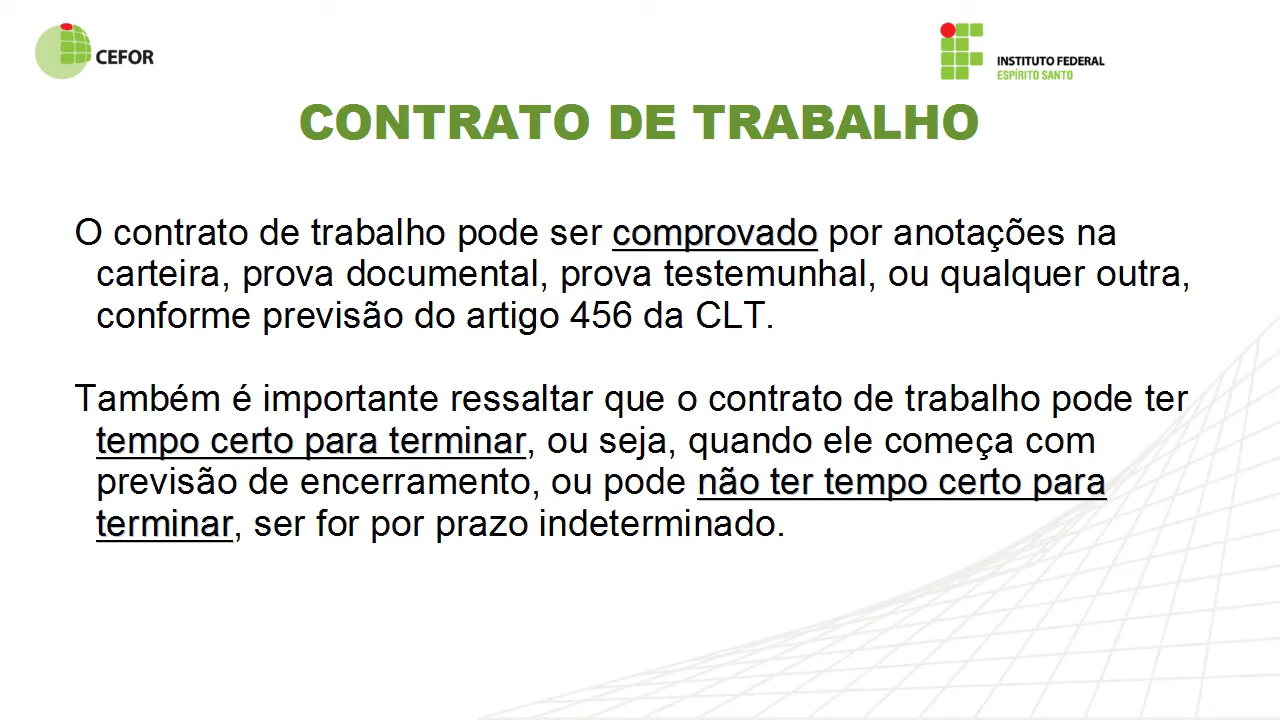 CEFOR
INSTITUTO FEDERAL
ESPÍRITO SANTO
CONTRATO DE TRABALHO
O contrato de trabalho pode ser comprovado por anotações na
carteira, prova documental, prova testemunhal, ou qualquer outra,
conforme previsão do artigo 456 da CLT.
Também é importante ressaltar que o contrato de trabalho pode ter
tempo certo para terminar, ou seja, quando ele começa com
previsão de encerramento, ou pode não ter tempo certo para
terminar, ser for por prazo indeterminado.